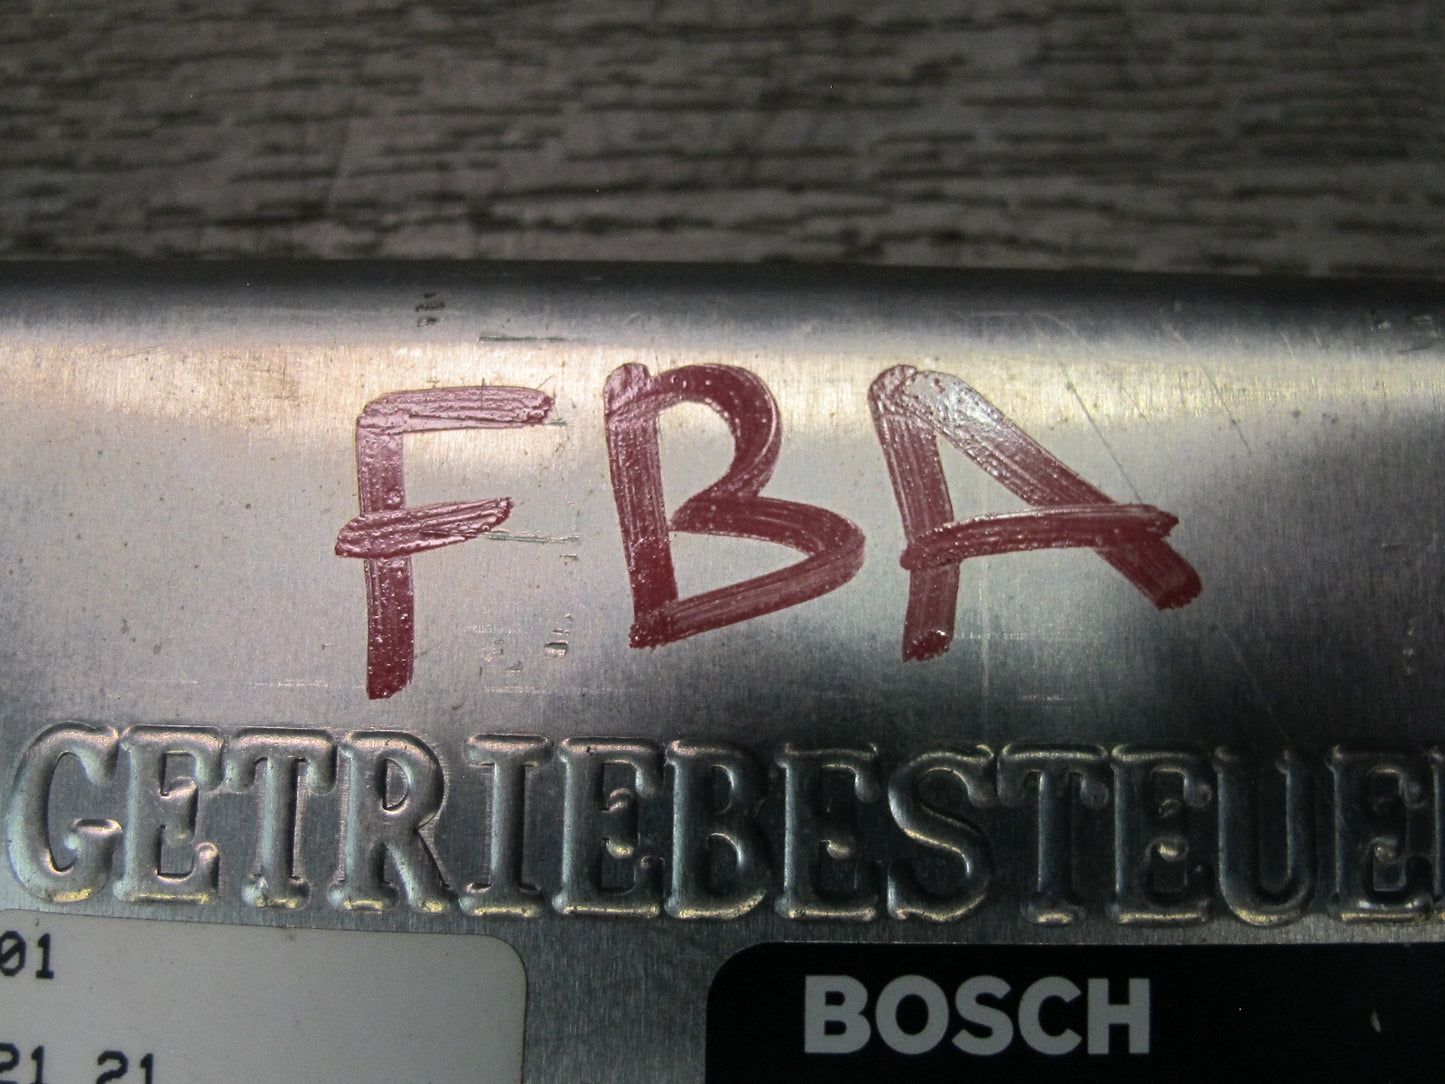 FBA
GETRIEBESTEUE
01
21 21
BOSCH